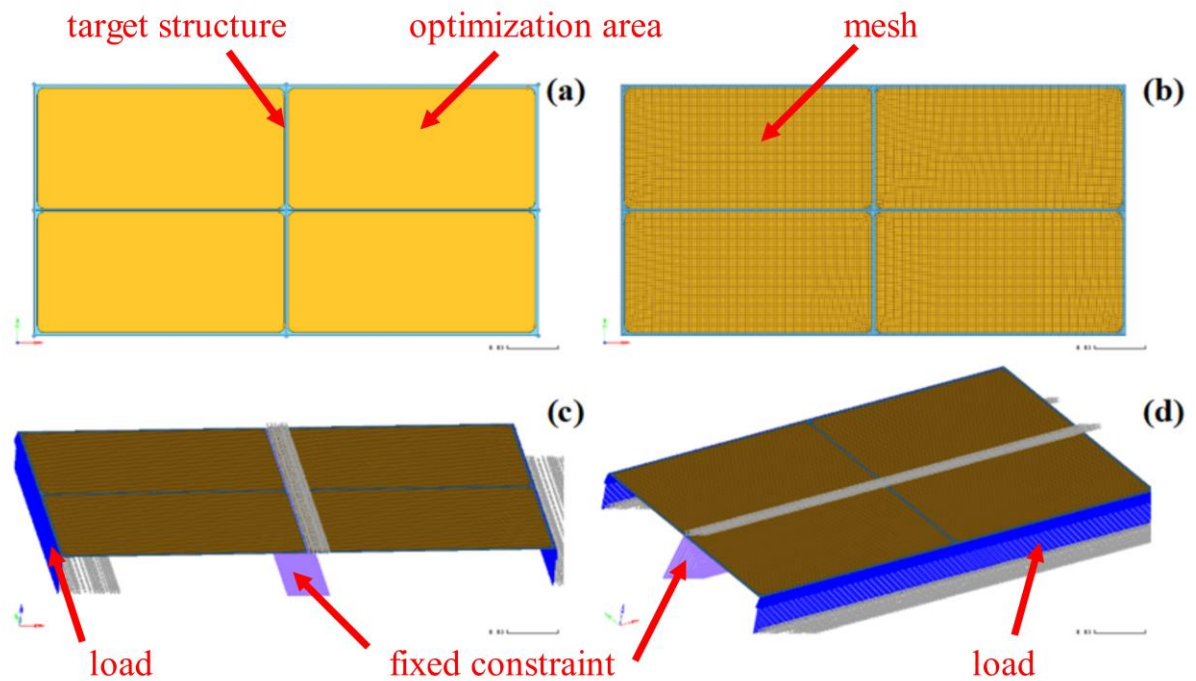 target structure
optimization area
mesh
(a)
(b)
(c)
(d)
load
fixed constraint
load